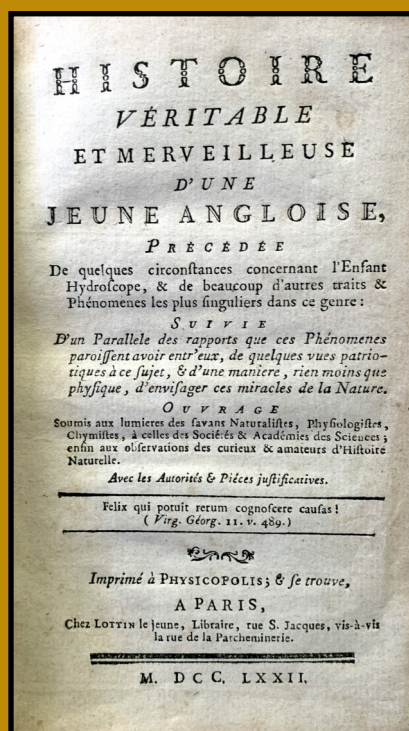 HISTOIRE
VÉRITABLE
ET MERVEILLEUSE
D'UNE
JEUNE ANGLOISE,
PRÉCÉDÉE
De quelques circonſtances concernant l'Enfant
Hydroſcope, & de beaucoup d'autres traits &
Phénomenes les plus ſinguliers dans ce genre :
SUIVIE
D'un Parallele des rapports que ces Phénomenes
paroiſſent avoir entr'eux, de quelques vues patrio-
tiques à ce ſujet, & d'une maniere, rien moins que
phyſique, d'enviſager ces miracles de la Nature.
OUVRAGE
Soumis aux lumieres des ſavans Naturaliſtes, Phyſiologiſtes,
Chymiſtes, à celles des Sociétés & Académies des Sciences ;
enfin aux obſervations des curieux & amateurs d'Hiſtoire
Naturelle.
Avec les Autorités & Piéces juſtificatives.
Felix qui potuit rerum cognoſcere cauſas !
( Virg. Géorg. 11. v. 489.)
Imprimé à PHYSICOPOLIS; & ſe trouve,
A PARIS,
Chez LOTTIN le jeune, Libraire, rue S. Jacques, vis-à-vis
la rue de la Parcheminerie.
M. DCC. LXXII.